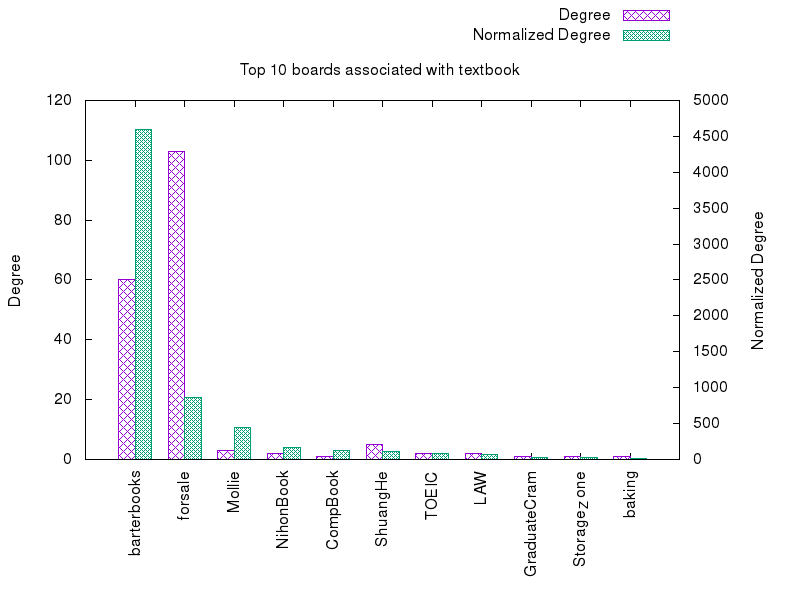 Degree
Normalized Degree
Top 10 boards associated with textbook
120
100
80
60
40
20
0
5000
4500
4000
3500
3000
2500
2000
1500
1000
500
0
Degree
Normalized Degree
barterbooks
forsale
Mollie
NihonBook
CompBook
ShuangHe
TOEIC
LAW
GraduateCram
StorageZone
baking